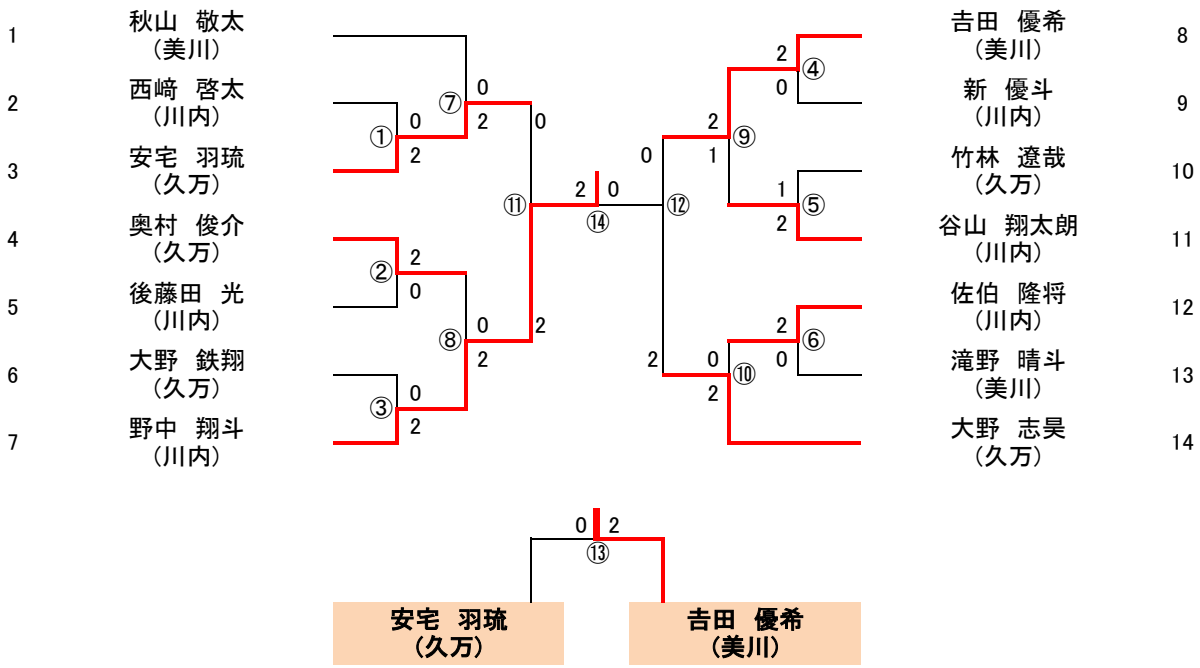 1 秋山 敬太
(美川)
2 西﨑 啓太
(川内)
3 安宅 羽琉
(久万)
4 奥村 俊介
(久万)
5 後藤田 光
(川内)
6 大野 鉄翔
(久万)
7 野中 翔斗
(川内)
① 0
2
② 2
0
③ 0
2
⑦ 0
2
⑧ 0
2
⑪ 0
2
2 0
⑭
0
⑫
2
2
⑨
1
0
⑩
2
2
④
0
1
⑤
2
2
⑥
0
𠮷田 優希 8
(美川)
新 優斗 9
(川内)
竹林 遼哉 10
(久万)
谷山 翔太朗 11
(川内)
佐伯 隆将 12
(川内)
滝野 晴斗 13
(美川)
大野 志昊 14
(久万)
0 2
⑬
安宅 羽琉
(久万)
𠮷田 優希
(美川)